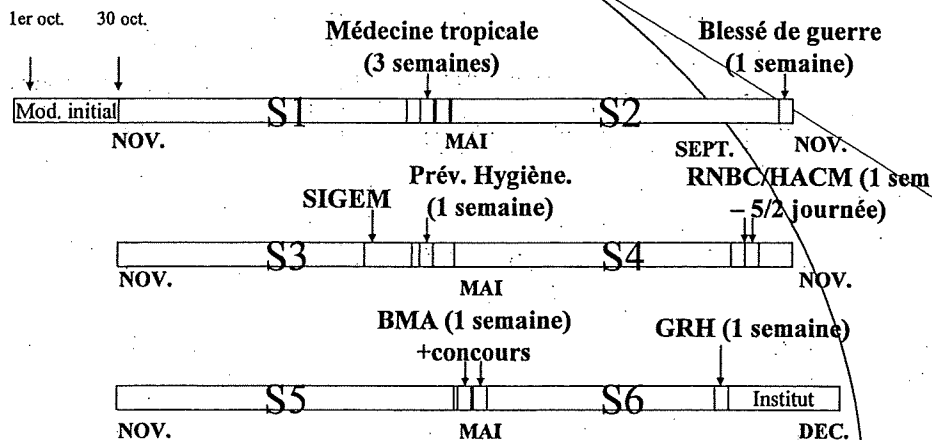 1er oct. 30 oct.
Médecine tropicale
(3 semaines)
Blessé de guerre
(1 semaine)
Mod. initial S1 S2
NOV. MAI SEPT. NOV.
SIGEM
Prév. Hygiène.
(1 semaine)
RNBC/HACM (1 sem
– 5/2 journée)
S3 S4
NOV. MAI NOV.
BMA (1 semaine)
+concours
GRH (1 semaine)
S5 S6 Institut
NOV. MAI DEC.